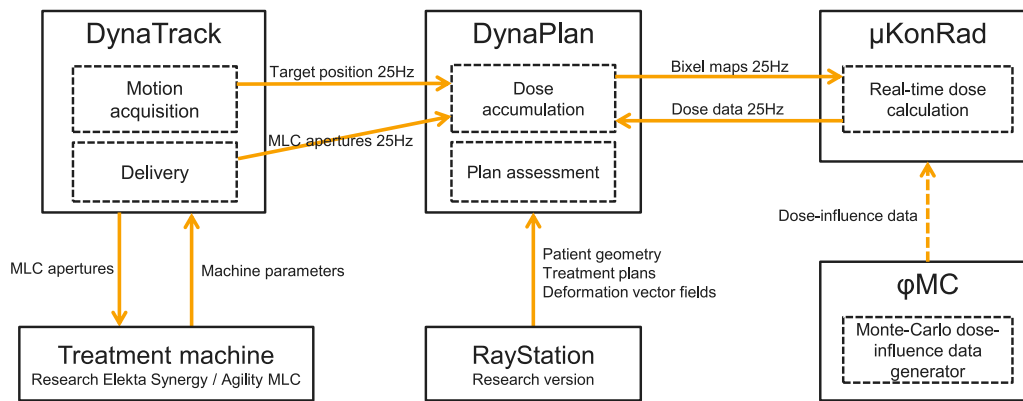 DynaTrack
Motion
acquisition
Delivery
Target position 25Hz
MLC apertures 25Hz
DynaPlan
Dose
accumulation
Plan assessment
Bixel maps 25Hz
Dose data 25Hz
μKonRad
Real-time dose
calculation
MLC apertures
Machine parameters
Patient geometry
Treatment plans
Deformation vector fields
Dose-influence data
Treatment machine
Research Elekta Synergy / Agility MLC
RayStation
Research version
φMC
Monte-Carlo dose-
influence data
generator